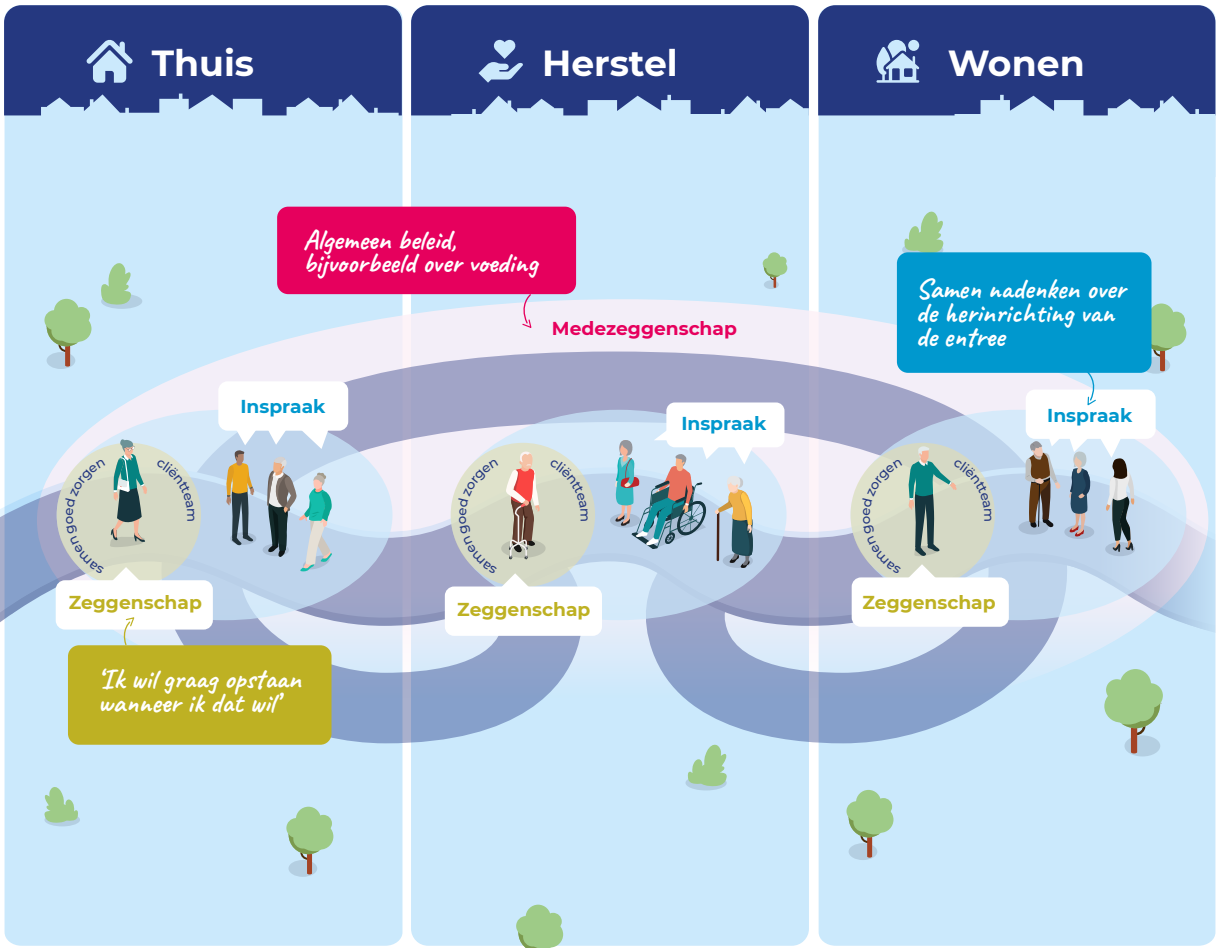 Thuis
Herstel
Wonen
Algemeen beleid,
bijvoorbeeld over voeding
Medezeggenschap
Samen nadenken over
de herinrichting van
de entree
Inspraak
Inspraak
Inspraak
samen goed zorgen
cliëntteam
samen goed zorgen
cliëntteam
samen goed zorgen
cliëntteam
Zeggenschap
Zeggenschap
Zeggenschap
‘Ik wil graag opstaan
wanneer ik dat wil’